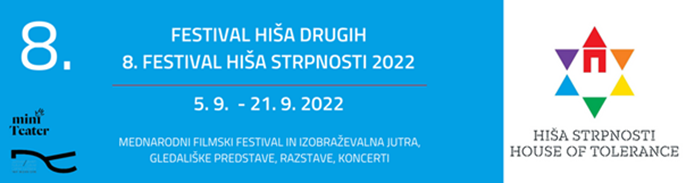 8.
FESTIVAL HIŠA DRUGIH
8. FESTIVAL HIŠA STRPNOSTI 2022
5. 9. - 21. 9. 2022
MEDNARODNI FILMSKI FESTIVAL IN IZOBRAŽEVALNA JUTRA,
GLEDALIŠKE PREDSTAVE, RAZSTAVE, KONCERTI
mini
Teater
HIŠA STRPNOSTI
HOUSE OF TOLERANCE